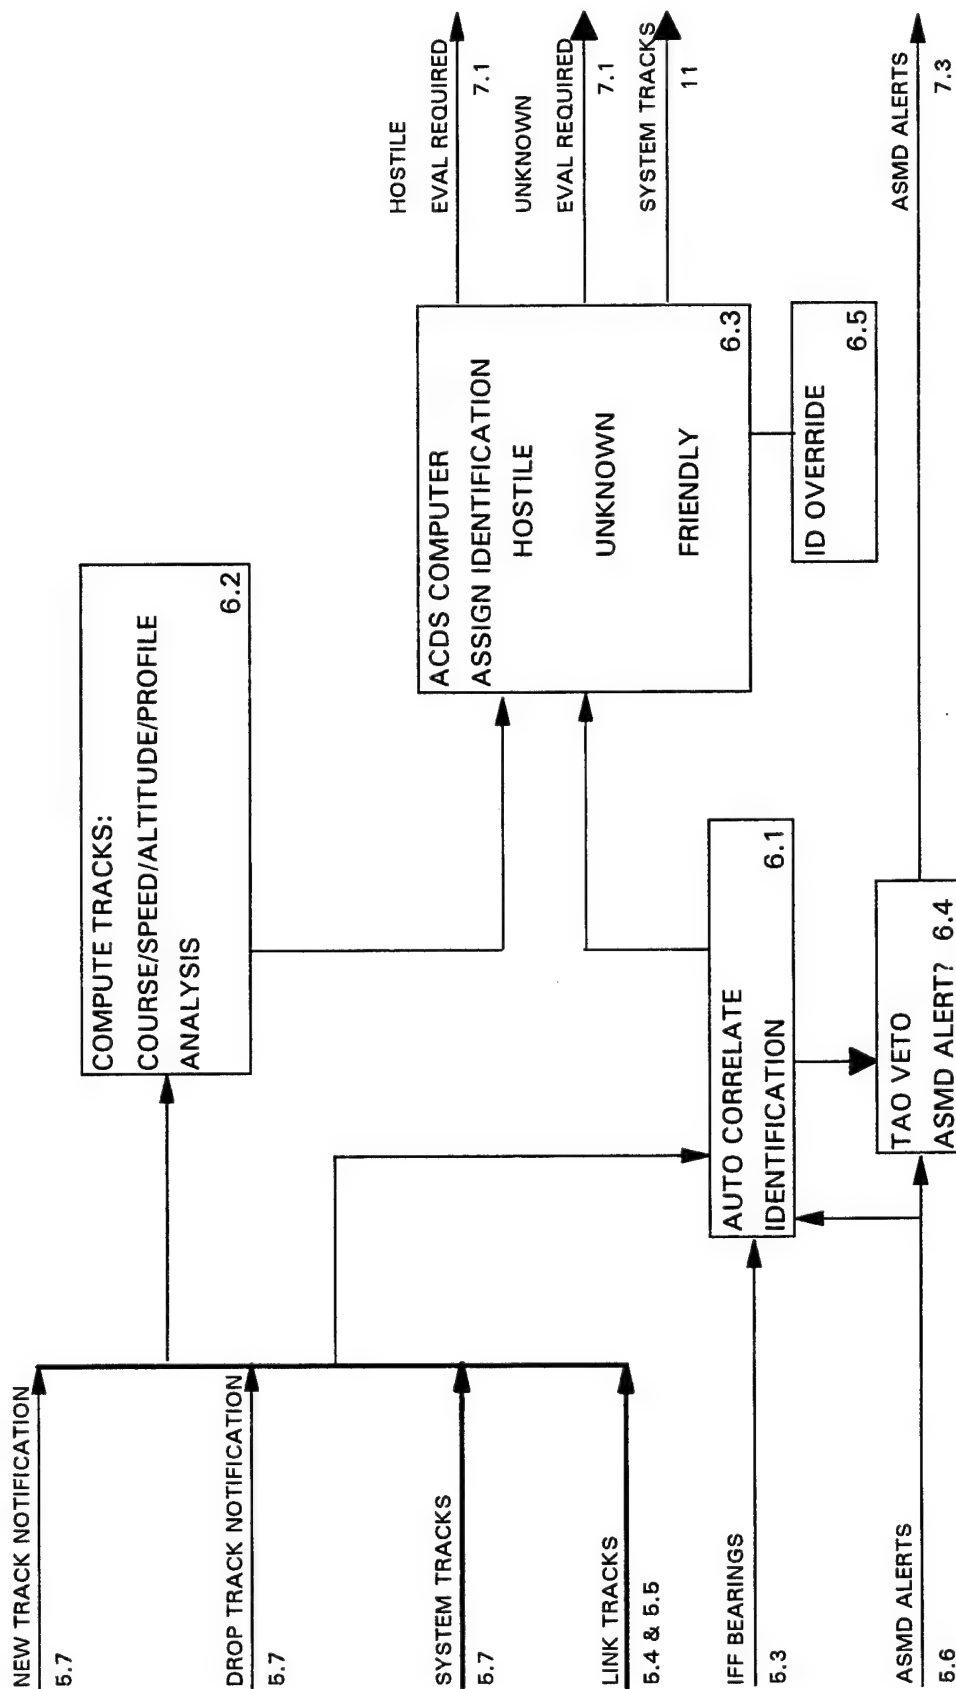 NEW TRACK NOTIFICATION
5.7
DROP TRACK NOTIFICATION
5.7
SYSTEM TRACKS
5.7
LINK TRACKS
5.4 & 5.5
IFF BEARINGS
5.3
ASMD ALERTS
5.6
COMPUTE TRACKS:
COURSE/SPEED/ALTITUDE/PROFILE
ANALYSIS
6.2
AUTO CORRELATE
IDENTIFICATION
6.1
TAO VETO
ASMD ALERT? 6.4
ACDS COMPUTER
ASSIGN IDENTIFICATION
HOSTILE
UNKNOWN
FRIENDLY
6.3
ID OVERRIDE
6.5
HOSTILE
EVAL REQUIRED
7.1
UNKNOWN
EVAL REQUIRED
7.1
SYSTEM TRACKS
11
ASMD ALERTS
7.3